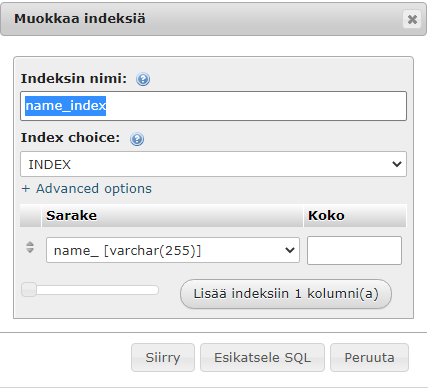 Muokkaa indeksiä
Indeksin nimi:
name_index
Index choice:
INDEX
+ Advanced options
Sarake Koko
name_ [varchar(255)]
Lisää indeksiin 1 kolumni(a)
Siirry Esikatsele SQL Peruuta